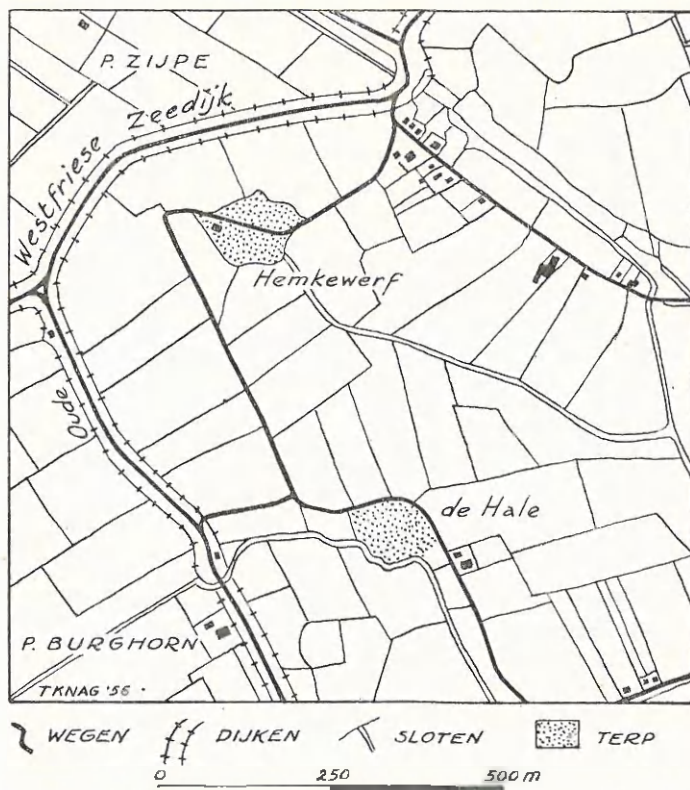 P. ZIJPE
Westfriese Zeedijk
Hemkewerf
Oude
de Hale
P. BURGHORN
TKNAG '56.
WEGEN DIJKEN SLOTEN TERP
0 250 500 m